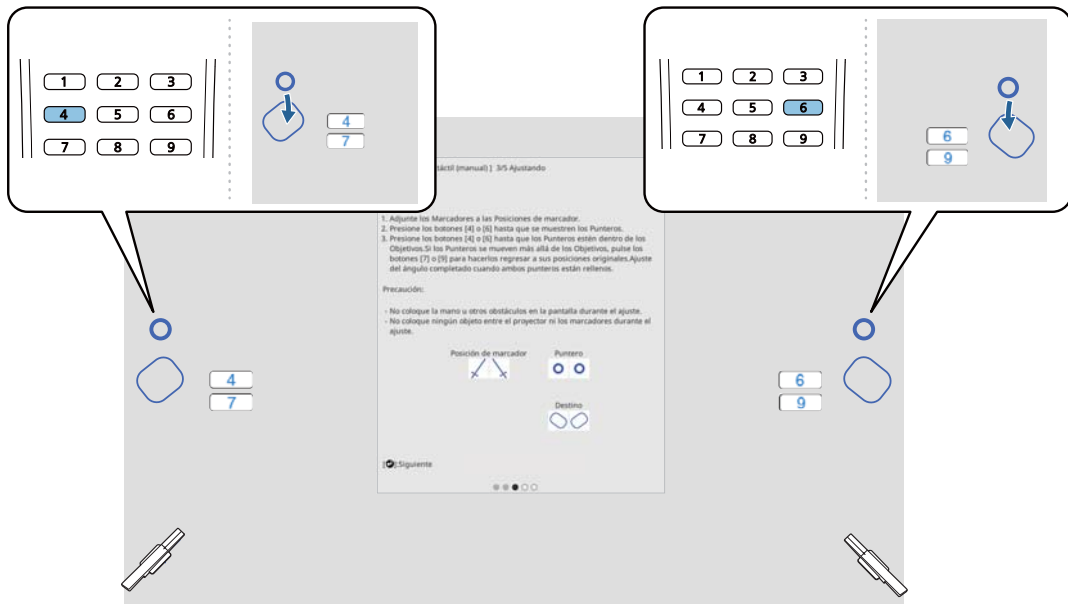 1 2 3
4 5 6
7 8 9
4
7
1 2 3
4 5 6
7 8 9
6
9
táctil (manual) ] 3/5 Ajustando
1. Adjunte los Marcadores a las Posiciones de marcador.
2. Presione los botones [4] o [6] hasta que se muestren los Punteros.
3. Presione los botones [4] o [6] hasta que los Punteros estén dentro de los
Objetivos.Si los Punteros se mueven más allá de los Objetivos, pulse los
botones [7] o [9] para hacerlos regresar a sus posiciones originales.Ajuste
del ángulo completado cuando ambos punteros están rellenos.
Precaución:
- No coloque la mano u otros obstáculos en la pantalla durante el ajuste.
- No coloque ningún objeto entre el proyector ni los marcadores durante el
ajuste.
Posición de marcador Puntero
Destino
4
7
6
9
[ ]:Siguiente